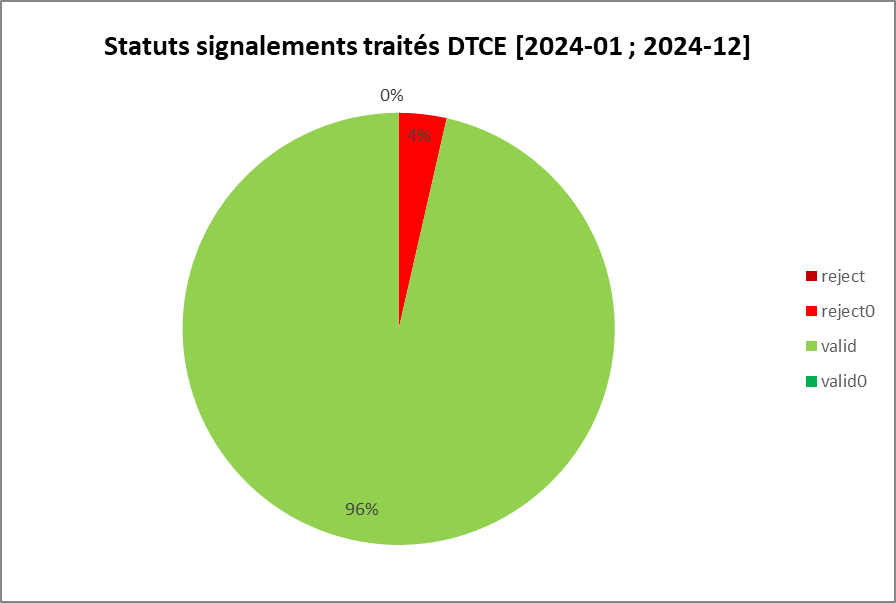 Statuts signalements traités DTCE [2024-01 ; 2024-12]
0%
4%
96%
reject
reject0
valid
valid0